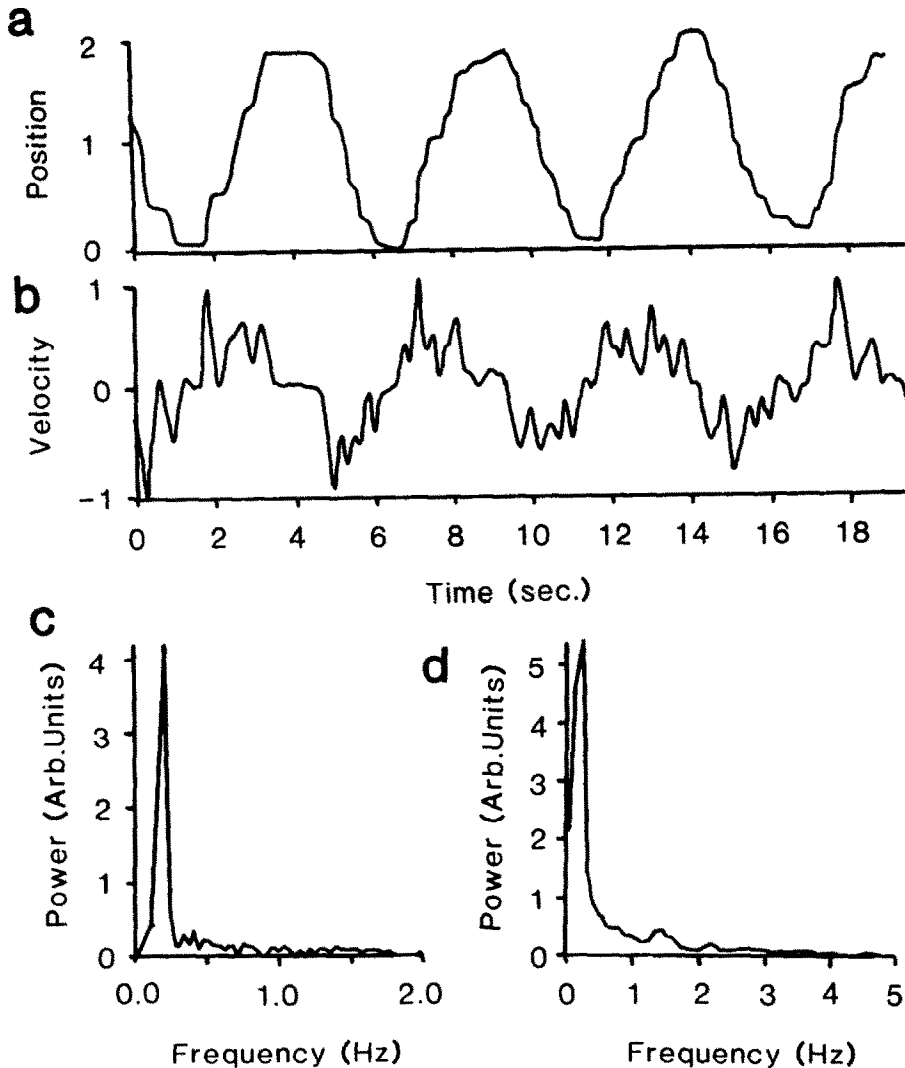 a
2
1
0
Position
b
1
0
−1
Velocity
0 2 4 6 8 10 12 14 16 18
Time (sec.)
c
4
3
2
1
0
Power (Arb.Units)
0.0 1.0 2.0
Frequency (Hz)
d
5
4
3
2
1
0
Power (Arb.Units)
0 1 2 3 4 5
Frequency (Hz)